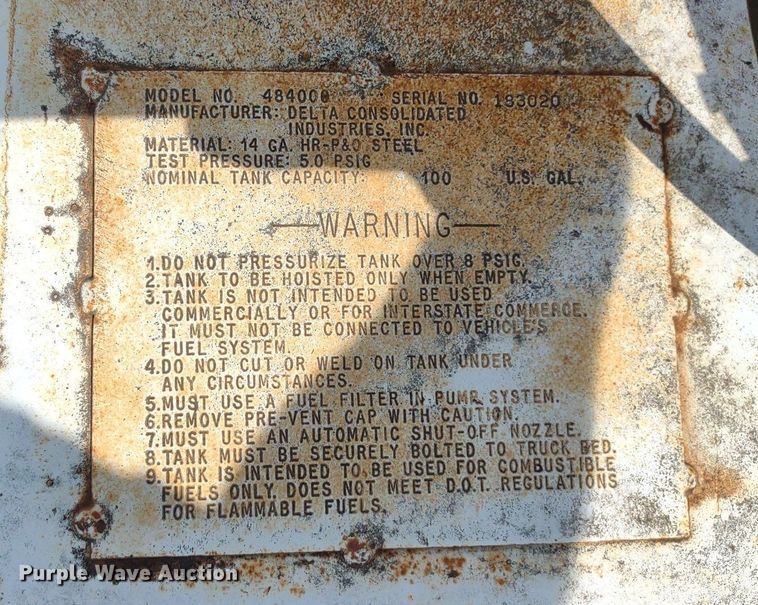 MODEL NO. 484000 SERIAL NO. 183020
MANUFACTURER: DELTA CONSOLIDATED
INDUSTRIES, INC.
MATERIAL: 14 GA. HR-P&O STEEL
TEST PRESSURE: 5.0 PSIG
NOMINAL TANK CAPACITY: 100 U.S. GAL.
WARNING
1.DO NOT PRESSURIZE TANK OVER 8 PSIG.
2.TANK TO BE HOISTED ONLY WHEN EMPTY.
3.TANK IS NOT INTENDED TO BE USED
COMMERCIALLY OR FOR INTERSTATE COMMERCE.
IT MUST NOT BE CONNECTED TO VEHICLE'S
FUEL SYSTEM.
4.DO NOT CUT OR WELD ON TANK UNDER
ANY CIRCUMSTANCES.
5.MUST USE A FUEL FILTER IN PUMP SYSTEM.
6.REMOVE PRE-VENT CAP WITH CAUTION.
7.MUST USE AN AUTOMATIC SHUT-OFF NOZZLE.
8.TANK MUST BE SECURELY BOLTED TO TRUCK BED.
9.TANK IS INTENDED TO BE USED FOR COMBUSTIBLE
FUELS ONLY. DOES NOT MEET D.O.T. REGULATIONS
FOR FLAMMABLE FUELS.
Purple Wave Auction